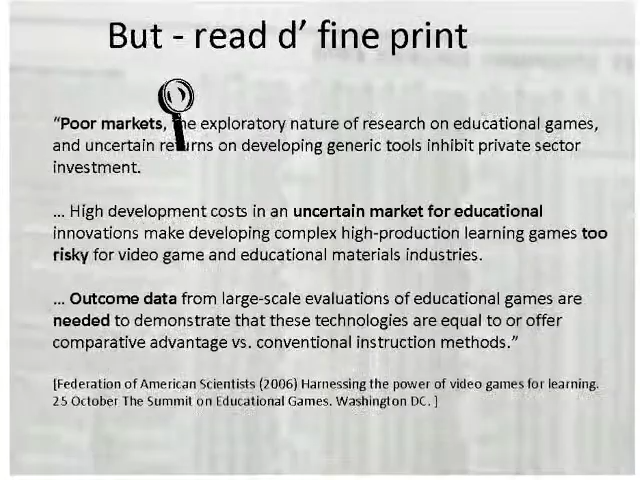 But - read d’ fine print
“Poor markets, the exploratory nature of research on educational games,
and uncertain returns on developing generic tools inhibit private sector
investment.
... High development costs in an uncertain market for educational
innovations make developing complex high-production learning games too
risky for video game and educational materials industries.
... Outcome data from large-scale evaluations of educational games are
needed to demonstrate that these technologies are equal to or offer
comparative advantage vs. conventional instruction methods.”
[Federation of American Scientists (2006) Harnessing the power of video games for learning.
25 October The Summit on Educational Games. Washington DC. ]